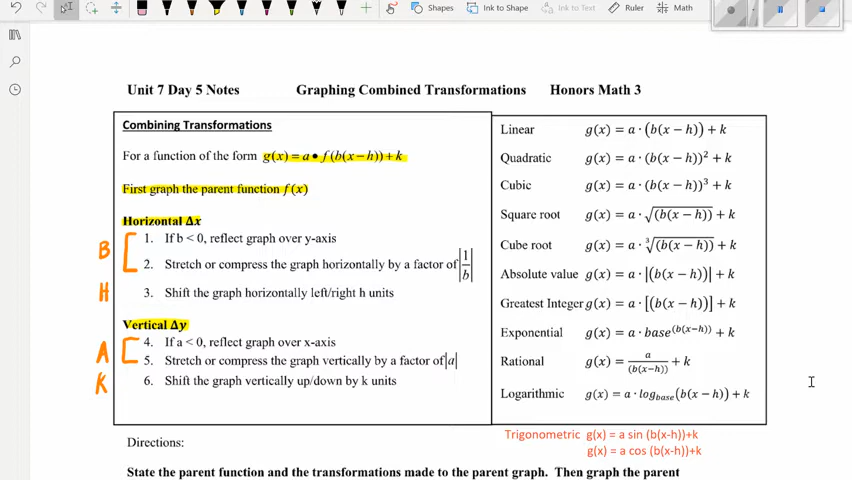 Shapes
Ink to Shape
Ink to Text
Ruler
Math
Unit 7 Day 5 Notes Graphing Combined Transformations Honors Math 3
Combining Transformations
For a function of the form g(x) = a • f(b(x − h)) + k
First graph the parent function f(x)
Horizontal Δx
B
1. If b < 0, reflect graph over y-axis
2. Stretch or compress the graph horizontally by a factor of |1/b|
H
3. Shift the graph horizontally left/right h units
Vertical Δy
A
4. If a < 0, reflect graph over x-axis
5. Stretch or compress the graph vertically by a factor of |a|
K
6. Shift the graph vertically up/down by k units
Linear g(x) = a · (b(x − h)) + k
Quadratic g(x) = a · (b(x − h))² + k
Cubic g(x) = a · (b(x − h))³ + k
Square root g(x) = a · √(b(x − h)) + k
Cube root g(x) = a · ∛(b(x − h)) + k
Absolute value g(x) = a · |(b(x − h)| + k
Greatest Integer g(x) = a · [(b(x − h)] + k
Exponential g(x) = a · base^(b(x−h)) + k
Rational g(x) = a/(b(x−h)) + k
Logarithmic g(x) = a · log_base(b(x − h)) + k
Trigonometric g(x) = a sin (b(x-h))+k
g(x) = a cos (b(x-h))+k
Directions:
State the parent function and the transformations made to the parent graph. Then graph the parent